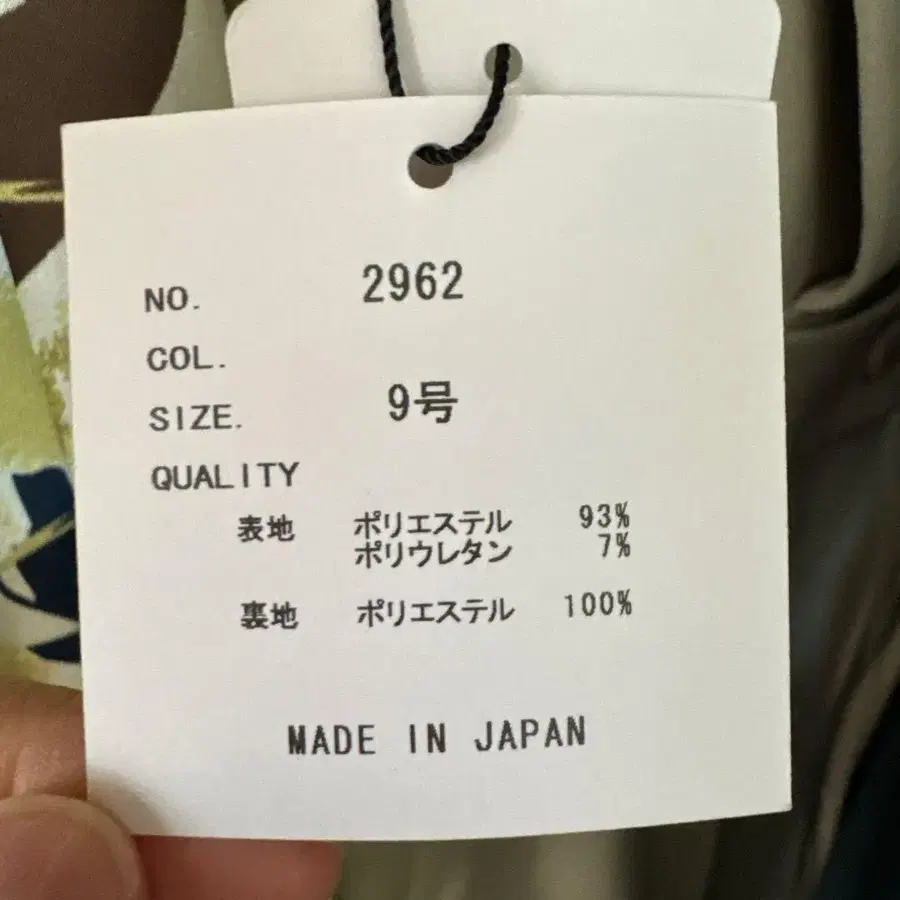 NO. 2962
COL.
SIZE. 9号
QUALITY
表地 ポリエステル 93%
ポリウレタン 7%
裏地 ポリエステル 100%
MADE IN JAPAN